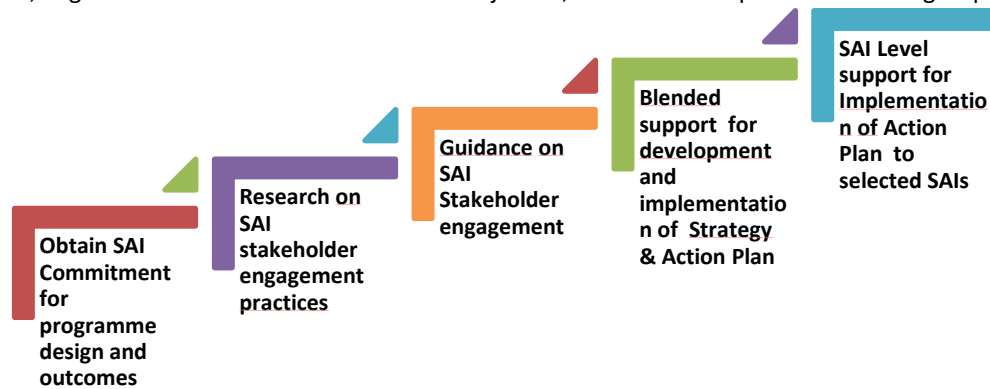 Obtain SAI
Commitment
for
programme
design and
outcomes
Research on
SAI
stakeholder
engagement
practices
Guidance on
SAI
Stakeholder
engagement
Blended
support for
development
and
implementatio
n of Strategy
& Action Plan
SAI Level
support for
Implementatio
n of Action
Plan to
selected SAIs